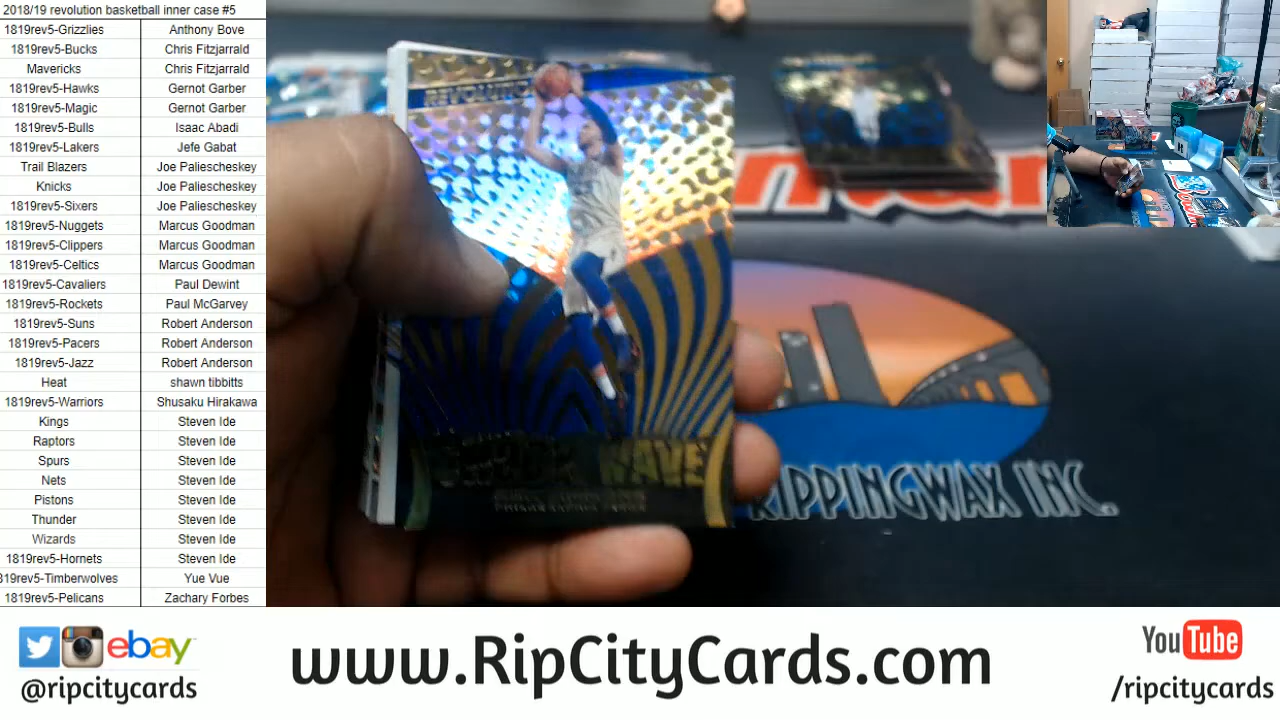 2018/19 revolution basketball inner case #5
1819rev5-Grizzlies Anthony Bove
1819rev5-Bucks Chris Fitzjarrald
Mavericks Chris Fitzjarrald
1819rev5-Hawks Gernot Garber
1819rev5-Magic Gernot Garber
1819rev5-Bulls Isaac Abadi
1819rev5-Lakers Jefe Gabat
Trail Blazers Joe Paliescheskey
Knicks Joe Paliescheskey
1819rev5-Sixers Joe Paliescheskey
1819rev5-Nuggets Marcus Goodman
1819rev5-Clippers Marcus Goodman
1819rev5-Celtics Marcus Goodman
1819rev5-Cavaliers Paul Dewint
1819rev5-Rockets Paul McGarvey
1819rev5-Suns Robert Anderson
1819rev5-Pacers Robert Anderson
1819rev5-Jazz Robert Anderson
Heat shawn tibbitts
1819rev5-Warriors Shusaku Hirakawa
Kings Steven Ide
Raptors Steven Ide
Spurs Steven Ide
Nets Steven Ide
Pistons Steven Ide
Thunder Steven Ide
Wizards Steven Ide
1819rev5-Hornets Steven Ide
819rev5-Timberwolves Yue Vue
1819rev5-Pelicans Zachary Forbes
REVOLUTION
WAVE
RIPPINGWAX INC.
ebay
@ripcitycards
www.RipCityCards.com
YouTube
/ripcitycards